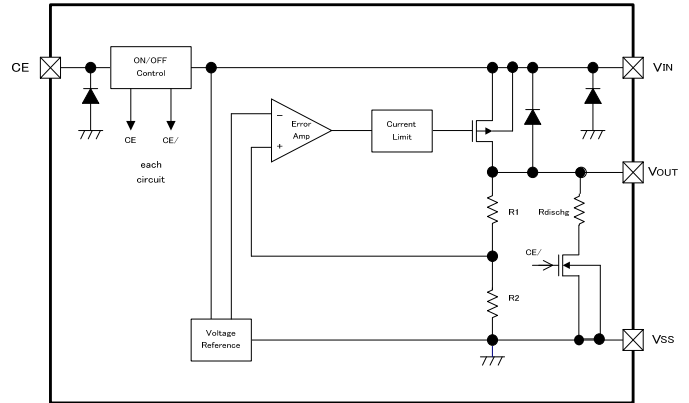 CE
ON/OFF
Control
VIN
CE
CE/
each
circuit
−
+
Error
Amp
Current
Limit
VOUT
R1
Rdischg
CE/
R2
Voltage
Reference
VSS